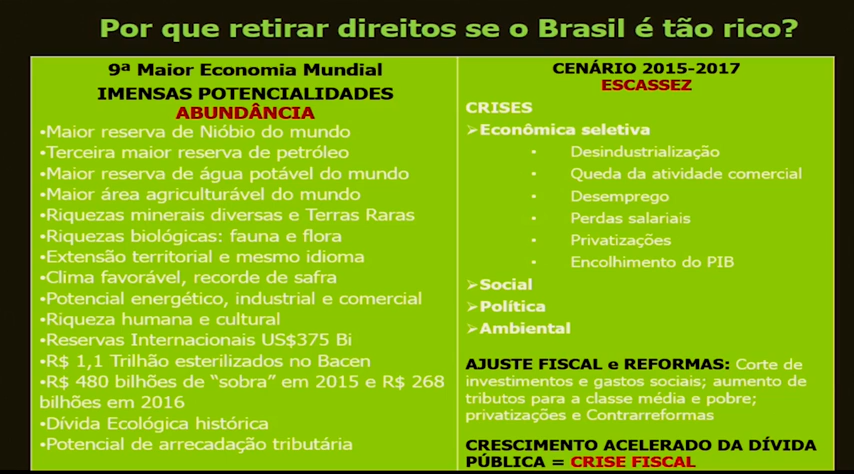 Por que retirar direitos se o Brasil é tão rico?
9ª Maior Economia Mundial
IMENSAS POTENCIALIDADES
ABUNDÂNCIA
•Maior reserva de Nióbio do mundo
•Terceira maior reserva de petróleo
•Maior reserva de água potável do mundo
•Maior área agriculturável do mundo
•Riquezas minerais diversas e Terras Raras
•Riquezas biológicas: fauna e flora
•Extensão territorial e mesmo idioma
•Clima favorável, recorde de safra
•Potencial energético, industrial e comercial
•Riqueza humana e cultural
•Reservas Internacionais US$375 Bi
•R$ 1,1 Trilhão esterilizados no Bacen
•R$ 480 bilhões de “sobra” em 2015 e R$ 268
bilhões em 2016
•Dívida Ecológica histórica
•Potencial de arrecadação tributária
CENÁRIO 2015-2017
ESCASSEZ
CRISES
➢Econômica seletiva
• Desindustrialização
• Queda da atividade comercial
• Desemprego
• Perdas salariais
• Privatizações
• Encolhimento do PIB
➢Social
➢Política
➢Ambiental
AJUSTE FISCAL e REFORMAS: Corte de
investimentos e gastos sociais; aumento de
tributos para a classe média e pobre;
privatizações e Contrarreformas
CRESCIMENTO ACELERADO DA DÍVIDA
PÚBLICA = CRISE FISCAL